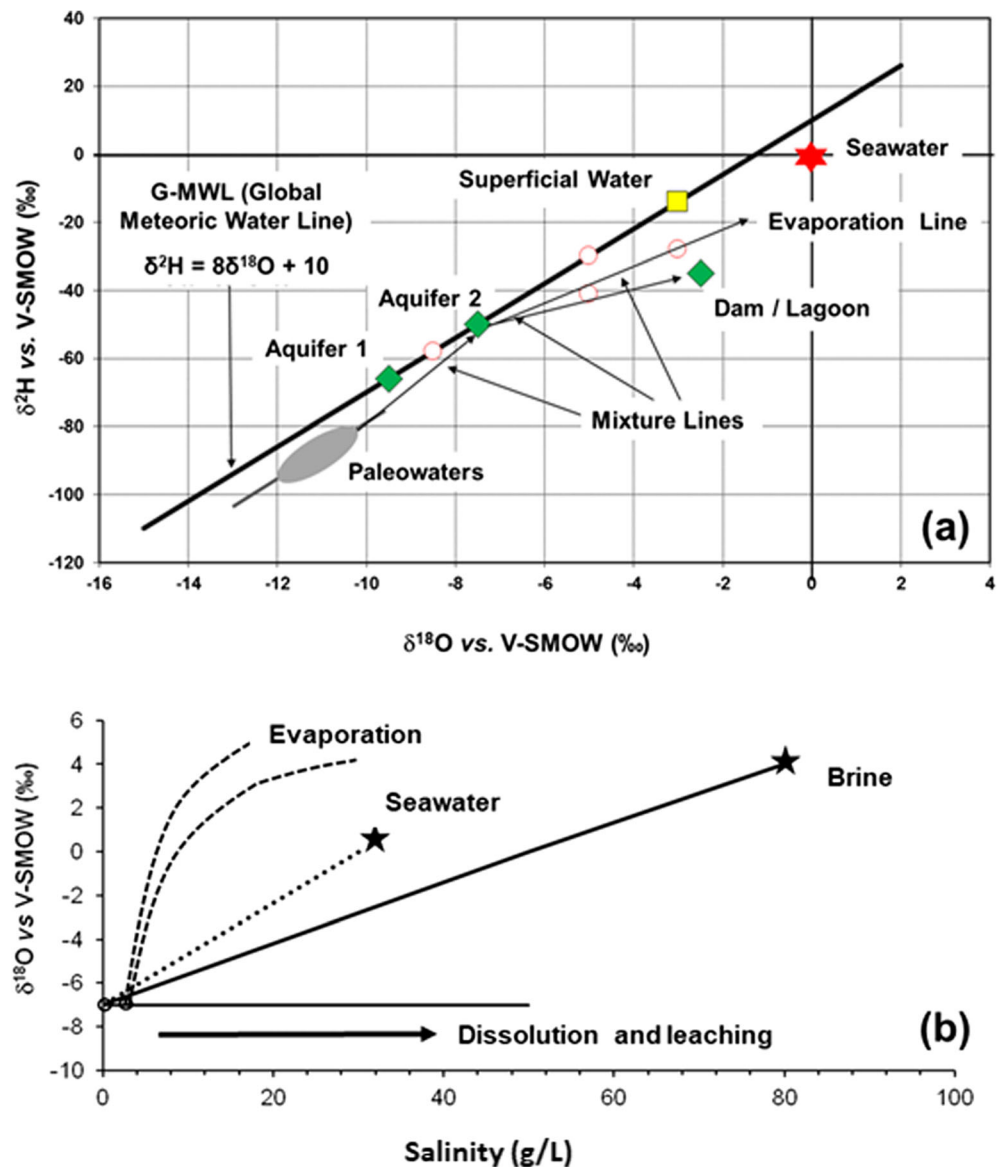 40
20
0
-20
-40
-60
-80
-100
-120
δ²H vs. V-SMOW (‰)
Seawater
Superficial Water
G-MWL (Global
Meteoric Water Line)
Evaporation Line
δ²H = 8δ¹⁸O + 10
Aquifer 2
Dam / Lagoon
Aquifer 1
Mixture Lines
Paleowaters
(a)
-16 -14 -12 -10 -8 -6 -4 -2 0 2 4
δ¹⁸O vs. V-SMOW (‰)
6
4
2
0
-2
-4
-6
-8
-10
δ¹⁸O vs V-SMOW (‰)
Evaporation
Seawater
Brine
Dissolution and leaching
(b)
0 20 40 60 80 100
Salinity (g/L)